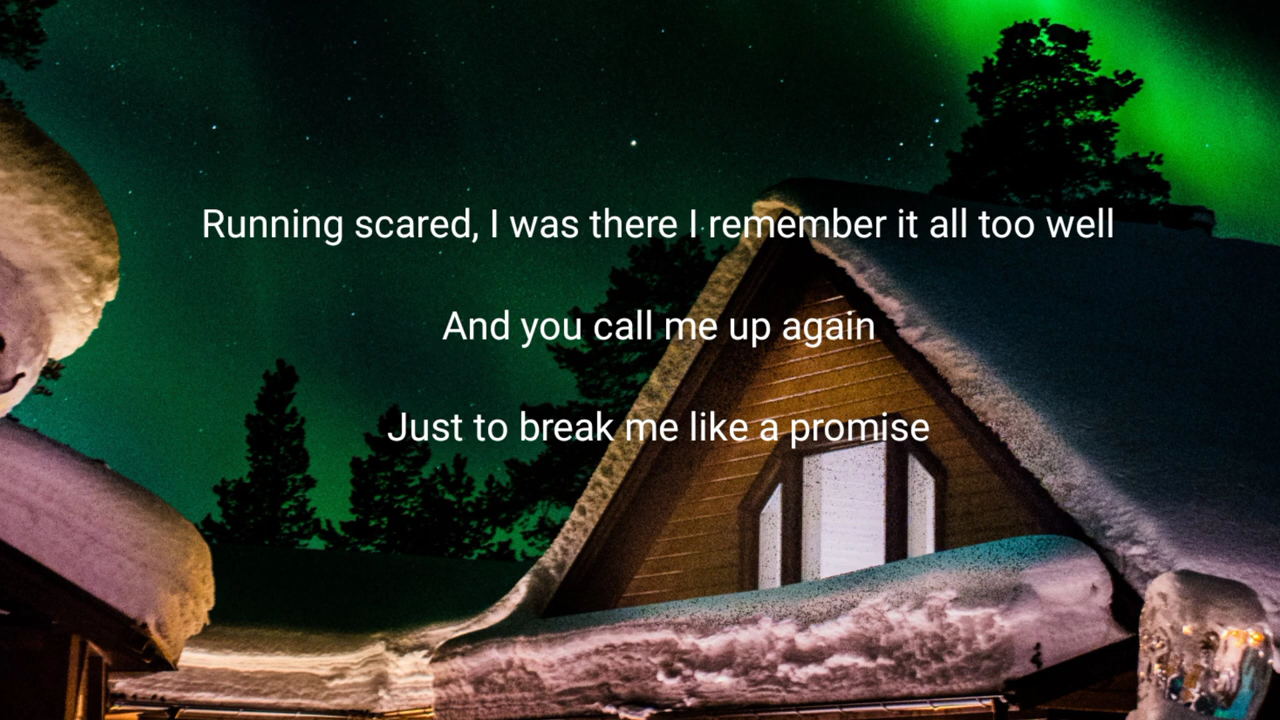 Running scared, I was there I remember it all too well
And you call me up again
Just to break me like a promise